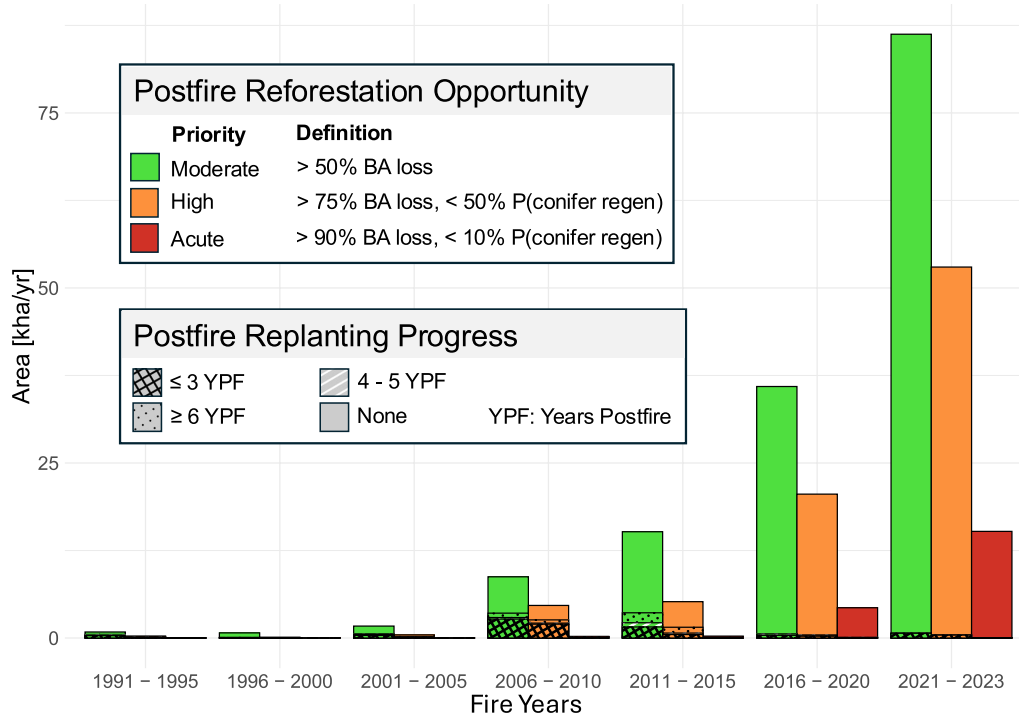 Postfire Reforestation Opportunity
Priority Definition
Moderate > 50% BA loss
High > 75% BA loss, < 50% P(conifer regen)
Acute > 90% BA loss, < 10% P(conifer regen)
Postfire Replanting Progress
≤ 3 YPF 4 - 5 YPF
≥ 6 YPF None YPF: Years Postfire
Area [kha/yr]
75
50
25
0
1991 − 1995 1996 − 2000 2001 − 2005 2006 − 2010 2011 − 2015 2016 − 2020 2021 − 2023
Fire Years